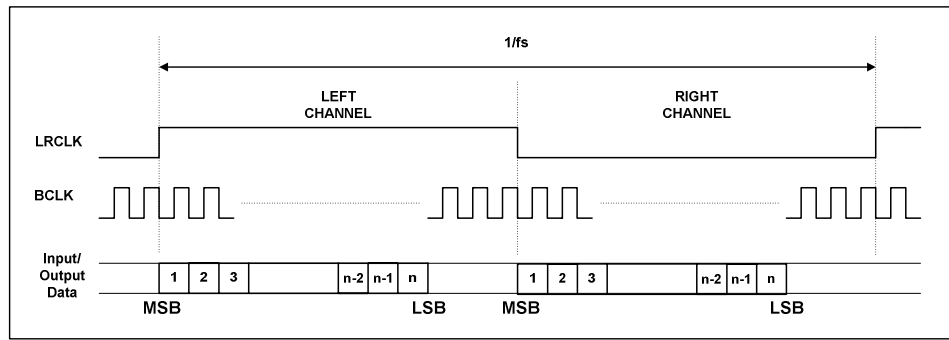 1/fs
LEFT
CHANNEL
RIGHT
CHANNEL
LRCLK
BCLK
Input/
Output
Data
1 2 3 n-2 n-1 n 1 2 3 n-2 n-1 n
MSB LSB MSB LSB